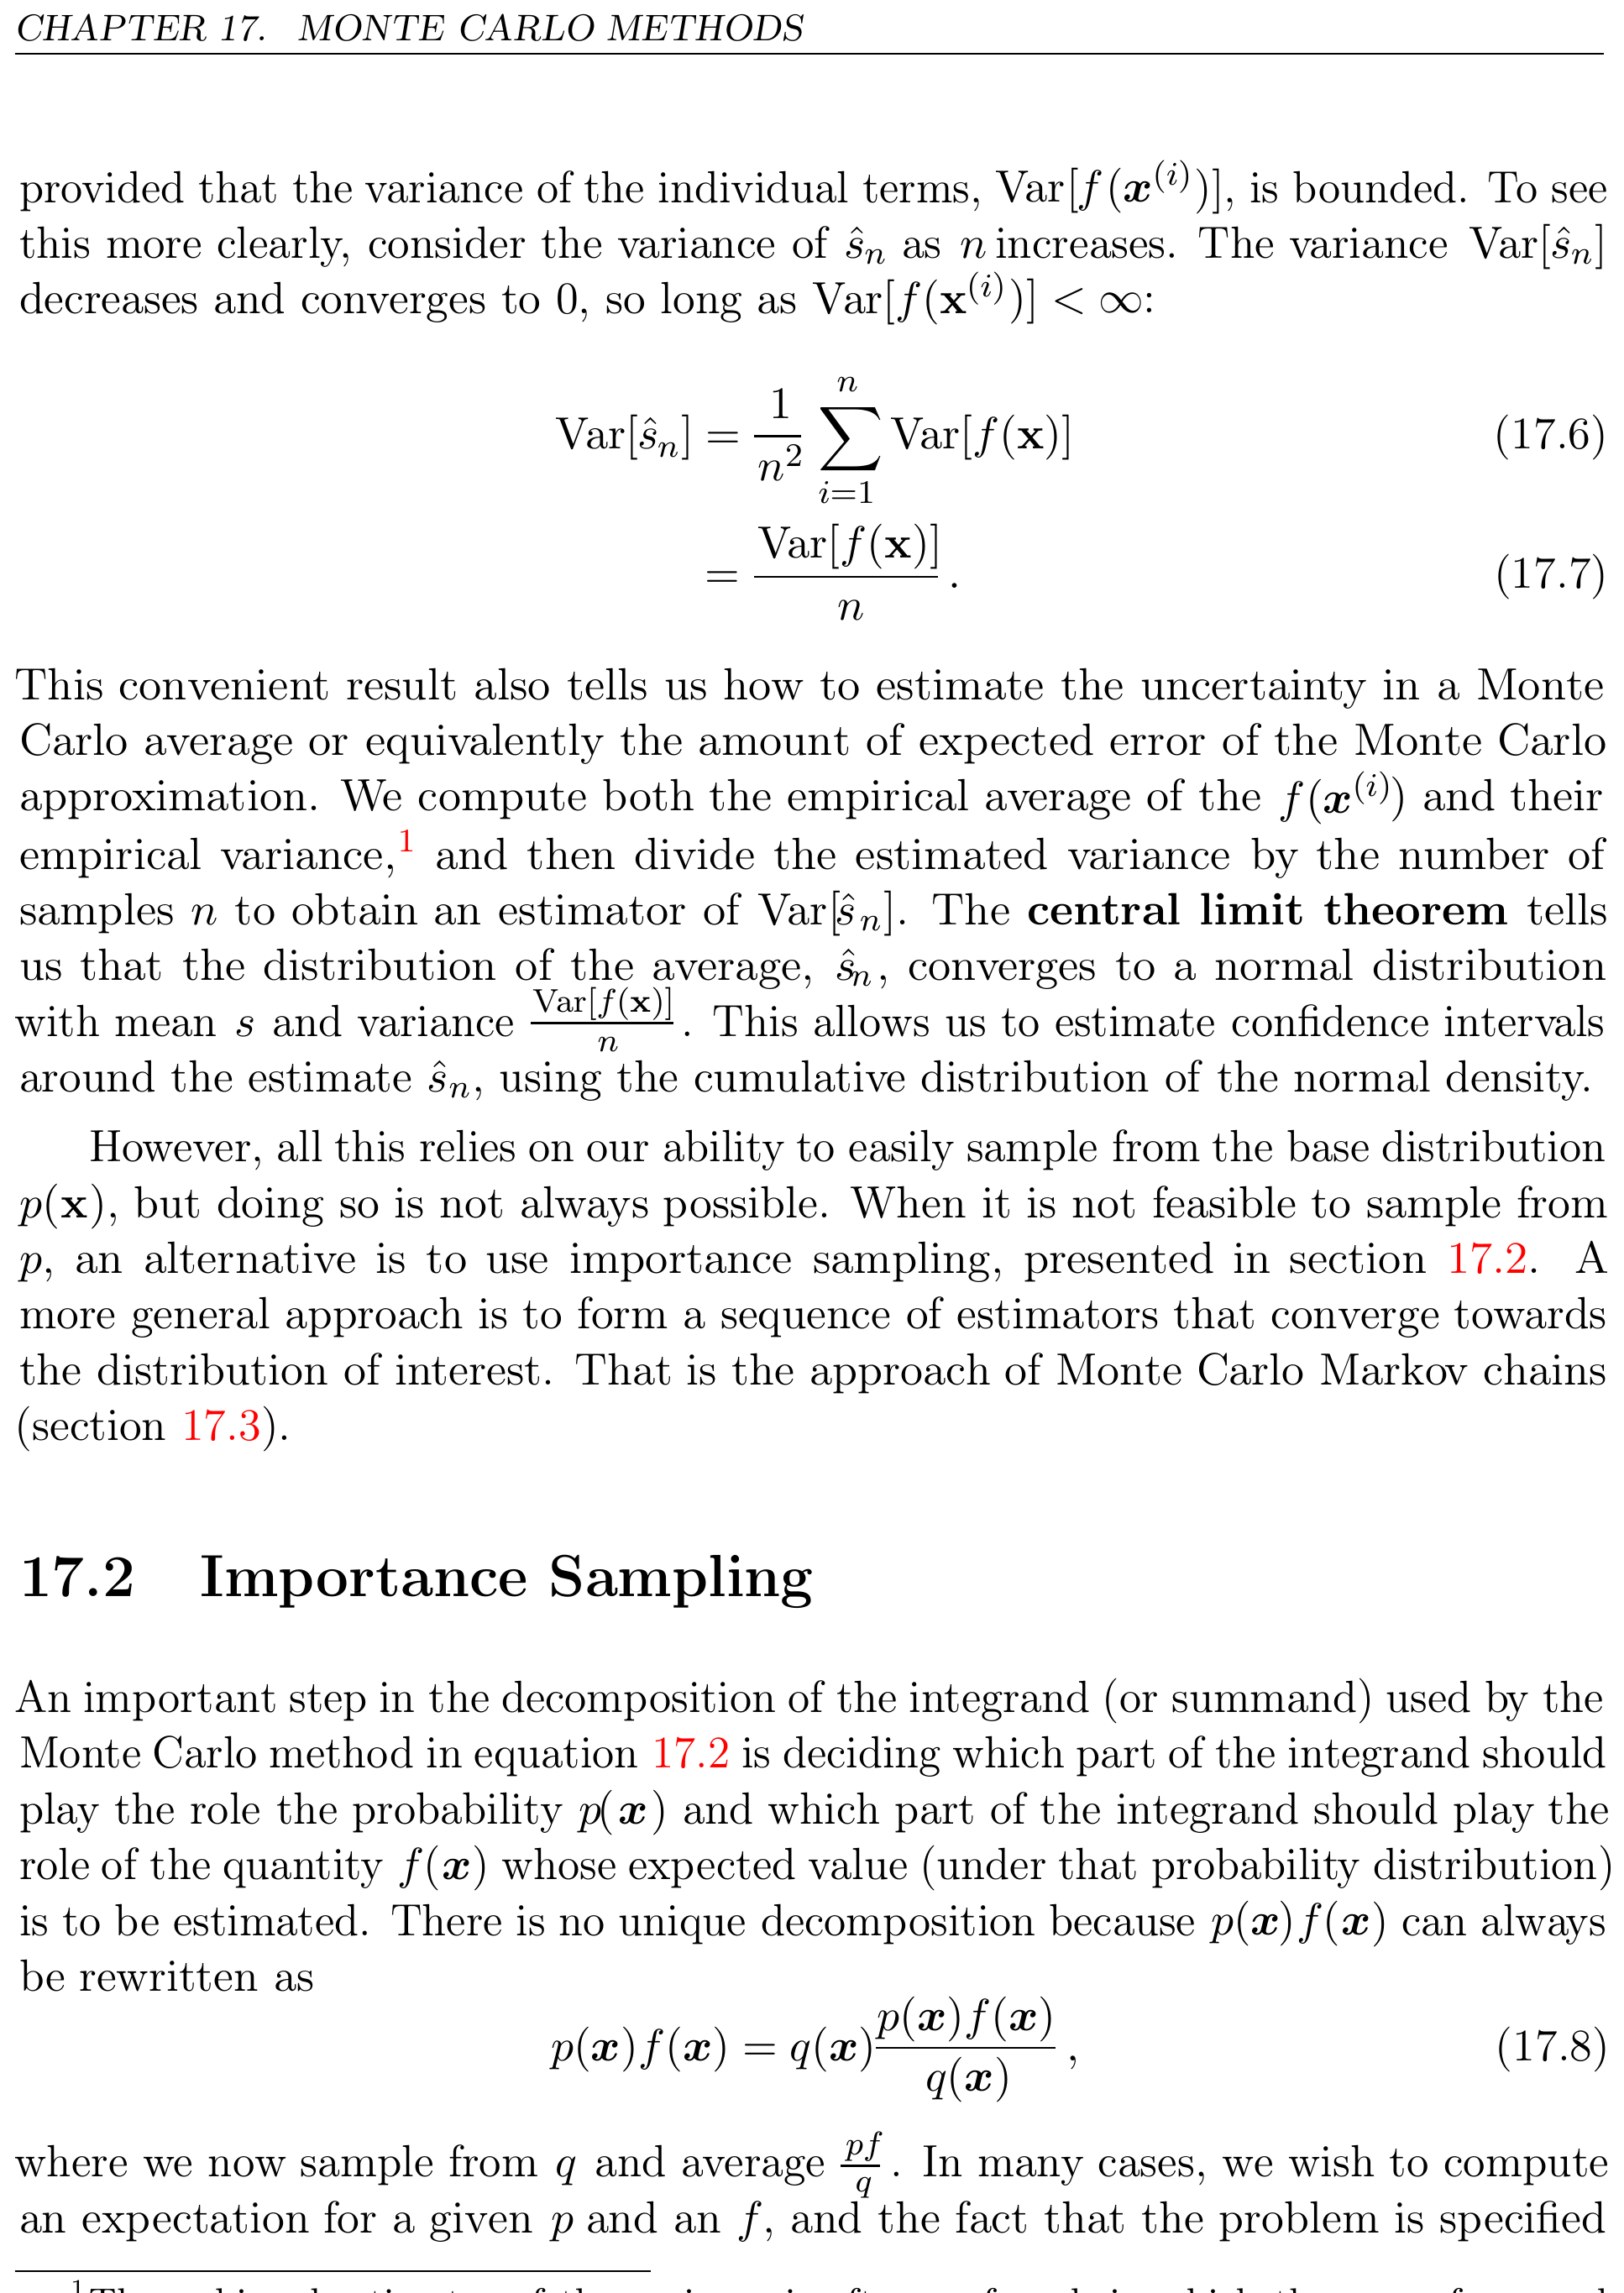 CHAPTER 17. MONTE CARLO METHODS
provided that the variance of the individual terms, Var[f(x^(i))], is bounded. To see
this more clearly, consider the variance of ŝ_n as n increases. The variance Var[ŝ_n]
decreases and converges to 0, so long as Var[f(x^(i))] < ∞:
Var[ŝ_n] = 1/n² ∑_{i=1}^{n} Var[f(x)] (17.6)
= Var[f(x)]/n . (17.7)
This convenient result also tells us how to estimate the uncertainty in a Monte
Carlo average or equivalently the amount of expected error of the Monte Carlo
approximation. We compute both the empirical average of the f(x^(i)) and their
empirical variance,¹ and then divide the estimated variance by the number of
samples n to obtain an estimator of Var[ŝ_n]. The central limit theorem tells
us that the distribution of the average, ŝ_n, converges to a normal distribution
with mean s and variance Var[f(x)]/n. This allows us to estimate confidence intervals
around the estimate ŝ_n, using the cumulative distribution of the normal density.
However, all this relies on our ability to easily sample from the base distribution
p(x), but doing so is not always possible. When it is not feasible to sample from
p, an alternative is to use importance sampling, presented in section 17.2. A
more general approach is to form a sequence of estimators that converge towards
the distribution of interest. That is the approach of Monte Carlo Markov chains
(section 17.3).
17.2 Importance Sampling
An important step in the decomposition of the integrand (or summand) used by the
Monte Carlo method in equation 17.2 is deciding which part of the integrand should
play the role the probability p(x) and which part of the integrand should play the
role of the quantity f(x) whose expected value (under that probability distribution)
is to be estimated. There is no unique decomposition because p(x)f(x) can always
be rewritten as
p(x)f(x) = q(x) p(x)f(x)/q(x) , (17.8)
where we now sample from q and average pf/q. In many cases, we wish to compute
an expectation for a given p and an f, and the fact that the problem is specified